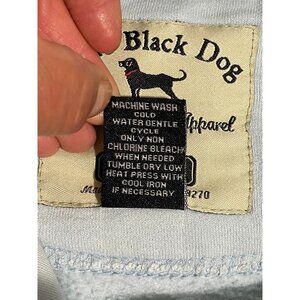 Black Dog
MACHINE WASH
COLD
WATER GENTLE
CYCLE
ONLY NON
CHLORINE BLEACH
WHEN NEEDED
TUMBLE DRY LOW
HEAT PRESS WITH
COOL IRON
IF NECESSARY
Apparel